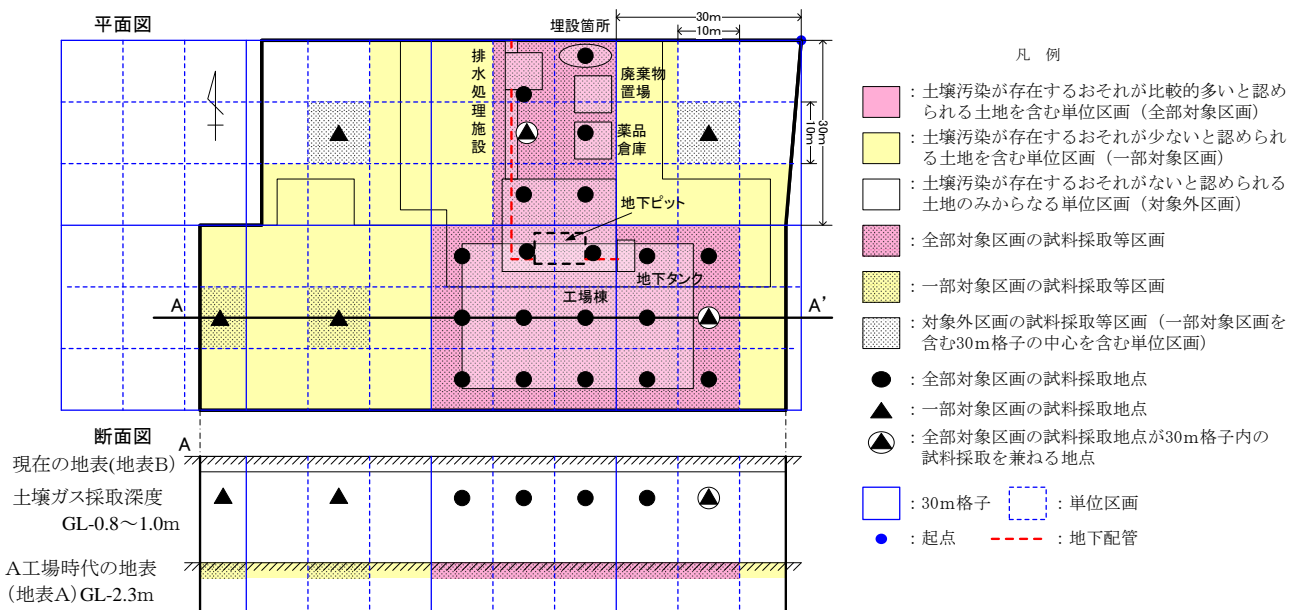 平面図
埋設箇所
30m
10m
排水処理施設
廃棄物
置場
薬品
倉庫
10m
30m
地下ピット
地下タンク
工場棟
A
A'
断面図
A
現在の地表(地表B)
土壌ガス採取深度
GL-0.8～1.0m
A工場時代の地表
(地表A)GL-2.3m
凡 例
：土壌汚染が存在するおそれが比較的多いと認め
られる土地を含む単位区画（全部対象区画）
：土壌汚染が存在するおそれが少ないと認められ
る土地を含む単位区画（一部対象区画）
：土壌汚染が存在するおそれがないと認められる
土地のみからなる単位区画（対象外区画）
：全部対象区画の試料採取等区画
：一部対象区画の試料採取等区画
：対象外区画の試料採取等区画（一部対象区画を
含む30m格子の中心を含む単位区画）
：全部対象区画の試料採取地点
：一部対象区画の試料採取地点
：全部対象区画の試料採取地点が30m格子内の
試料採取を兼ねる地点
：30m格子
：単位区画
：起点
：地下配管